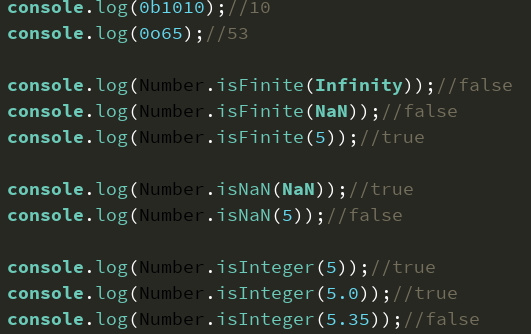 console.log(0b1010);//10
console.log(0o65);//53
console.log(Number.isFinite(Infinity));//false
console.log(Number.isFinite(NaN));//false
console.log(Number.isFinite(5));//true
console.log(Number.isNaN(NaN));//true
console.log(Number.isNaN(5));//false
console.log(Number.isInteger(5));//true
console.log(Number.isInteger(5.0));//true
console.log(Number.isInteger(5.35));//false